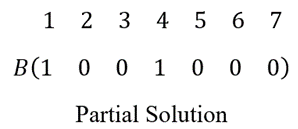 1 2 3 4 5 6 7
B(1 0 0 1 0 0 0)
Partial Solution